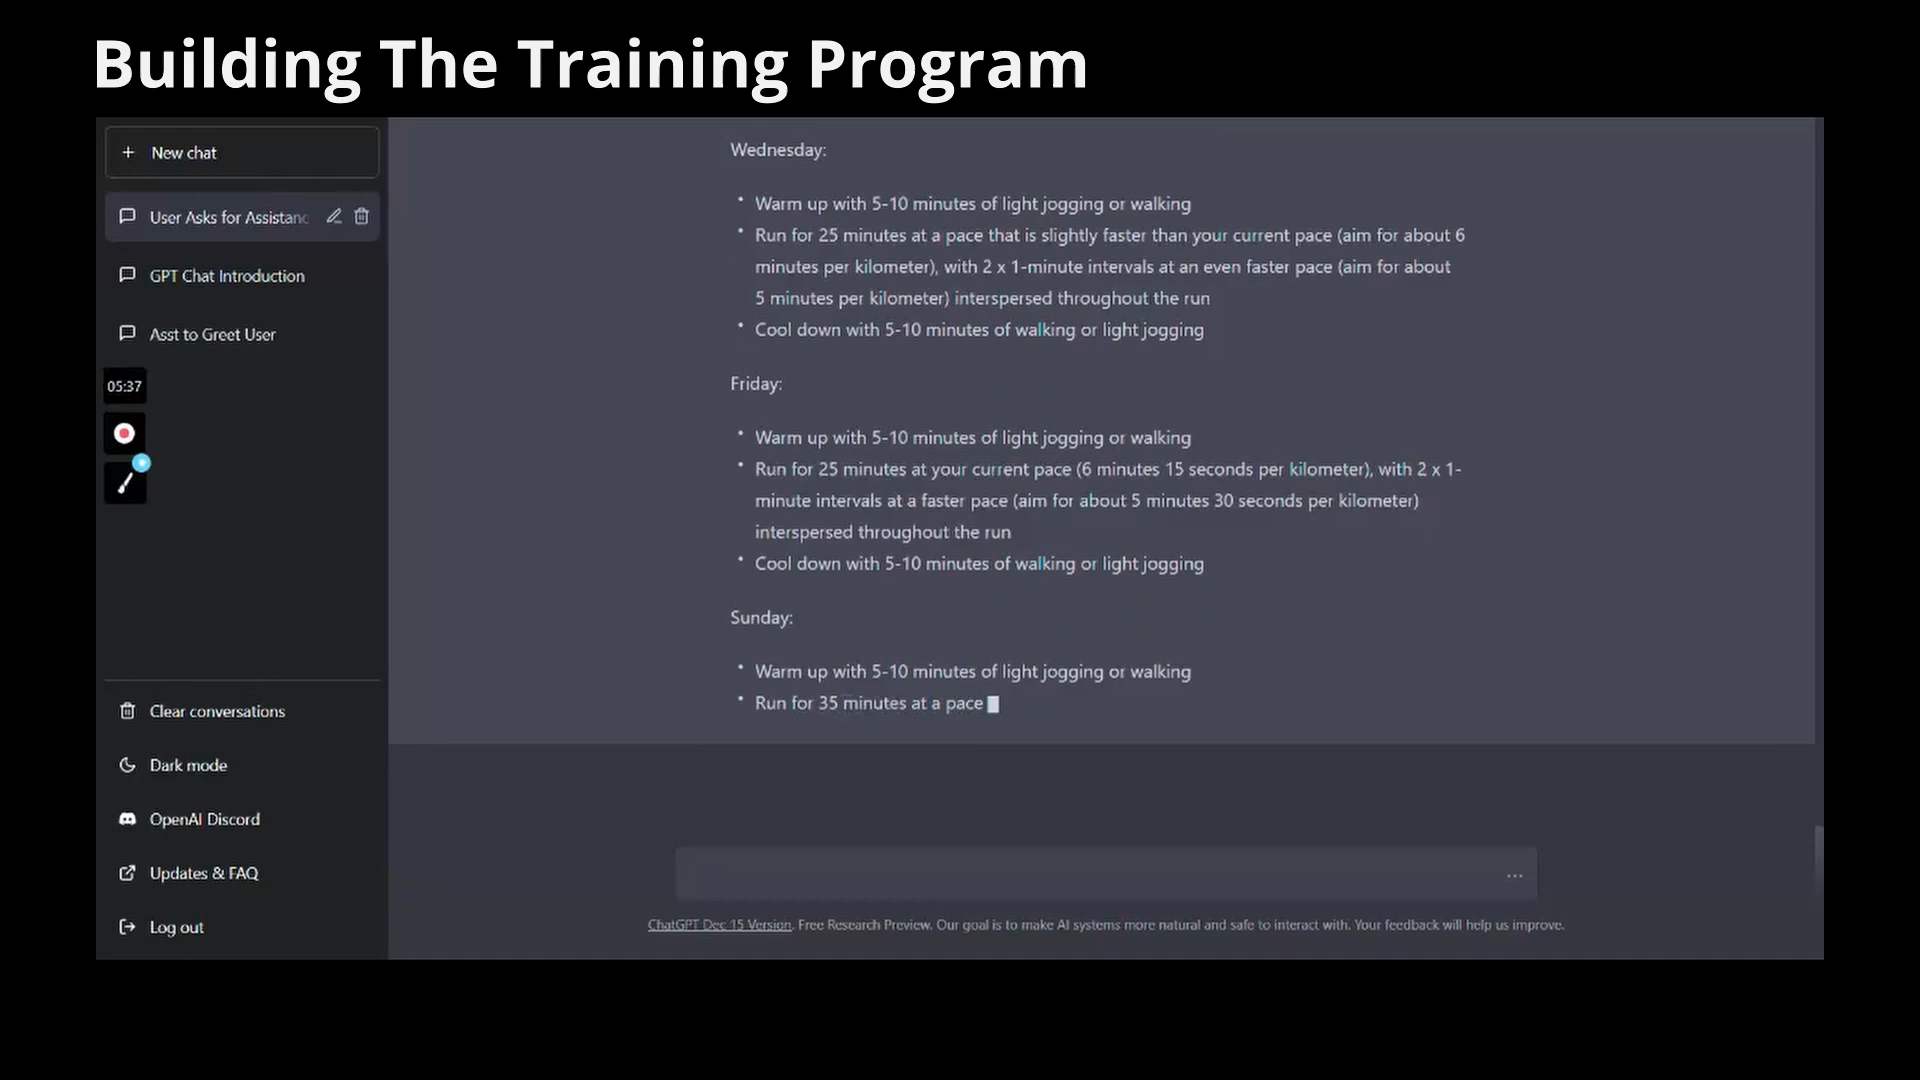 Building The Training Program
+ New chat
User Asks for Assistanc
GPT Chat Introduction
Asst to Greet User
05:37
Clear conversations
Dark mode
OpenAI Discord
Updates & FAQ
Log out
Wednesday:
• Warm up with 5-10 minutes of light jogging or walking
• Run for 25 minutes at a pace that is slightly faster than your current pace (aim for about 6
minutes per kilometer), with 2 x 1-minute intervals at an even faster pace (aim for about
5 minutes per kilometer) interspersed throughout the run
• Cool down with 5-10 minutes of walking or light jogging
Friday:
• Warm up with 5-10 minutes of light jogging or walking
• Run for 25 minutes at your current pace (6 minutes 15 seconds per kilometer), with 2 x 1-
minute intervals at a faster pace (aim for about 5 minutes 30 seconds per kilometer)
interspersed throughout the run
• Cool down with 5-10 minutes of walking or light jogging
Sunday:
• Warm up with 5-10 minutes of light jogging or walking
• Run for 35 minutes at a pace
...
ChatGPT Dec 15 Version. Free Research Preview. Our goal is to make AI systems more natural and safe to interact with. Your feedback will help us improve.